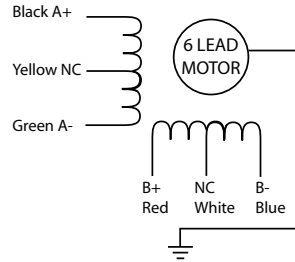 Black A+
6 LEAD
MOTOR
Yellow NC
Green A-
B+
Red
NC
White
B-
Blue